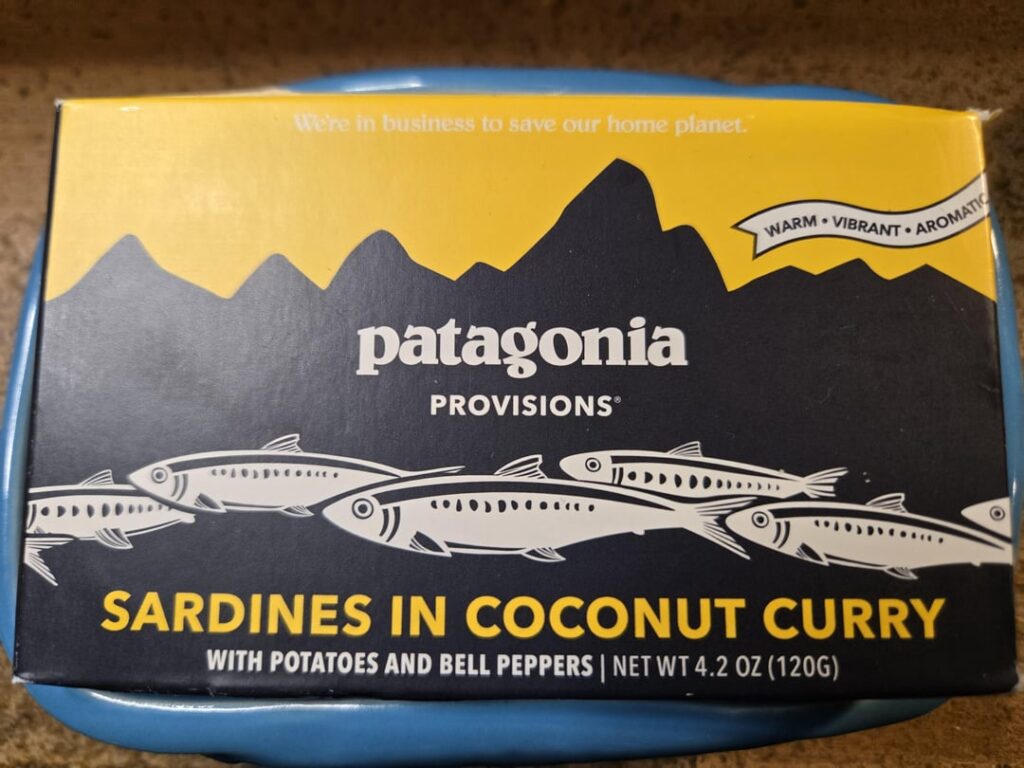 We're in business to save our home planet.
WARM • VIBRANT • AROMATIC
patagonia
PROVISIONS®
SARDINES IN COCONUT CURRY
WITH POTATOES AND BELL PEPPERS | NET WT 4.2 OZ (120G)